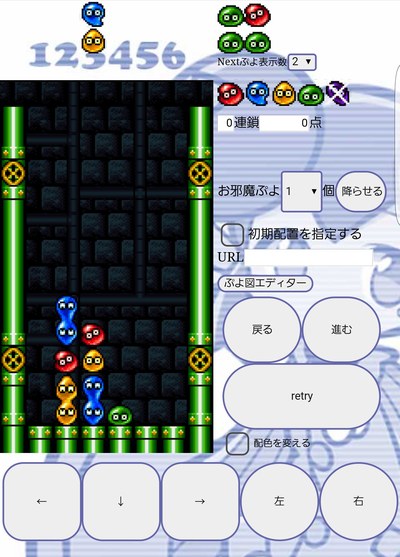 123456
Nextぷよ表示数 2 ▼
0連鎖 0点
お邪魔ぷよ 1 ▼ 個 降らせる
初期配置を指定する
URL
ぷよ図エディター
戻る 進む
retry
配色を変える
← ↓ → 左 右